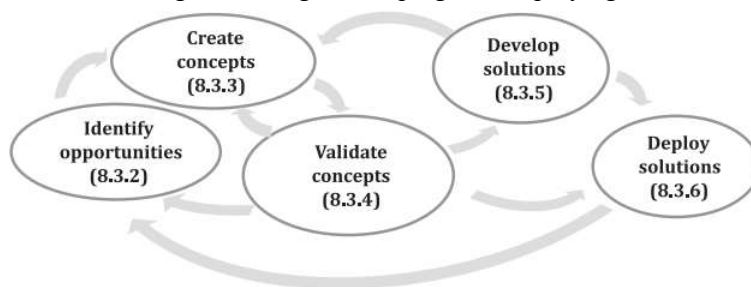 Create
concepts
(8.3.3)
Develop
solutions
(8.3.5)
Identify
opportunities
(8.3.2)
Validate
concepts
(8.3.4)
Deploy
solutions
(8.3.6)